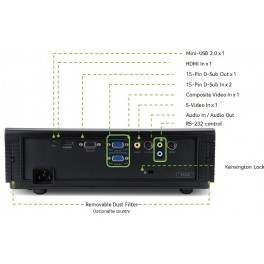 Mini-USB 2.0 x 1
HDMI In x 1
15-Pin D-Sub Out x 1
15-Pin D-Sub In x 2
Composite Video In x 1
S-Video In x 1
Audio In / Audio Out
RS-232 control
Kensington Lock
Removable Dust Filter